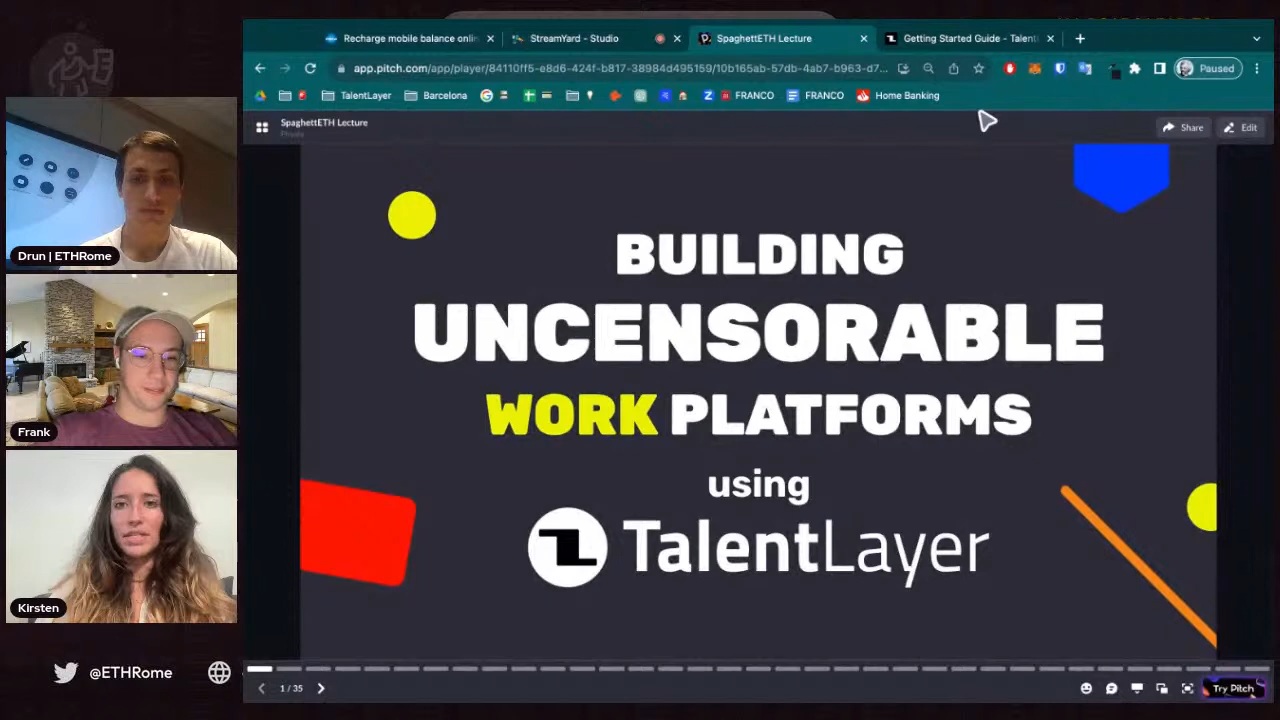 Recharge mobile balance onlin
StreamYard - Studio
SpaghettETH Lecture
Getting Started Guide - Talent
app.pitch.com/app/player/84110ff5-e8d6-424f-b817-38984d495159/10b165ab-57db-4ab7-b963-d7...
Paused
TalentLayer
Barcelona
FRANCO
FRANCO
Home Banking
SpaghettETH Lecture
Private
Share
Edit
BUILDING
UNCENSORABLE
WORK PLATFORMS
using
TalentLayer
Drun | ETHRome
Frank
Kirsten
@ETHRome
1 / 35
Try Pitch